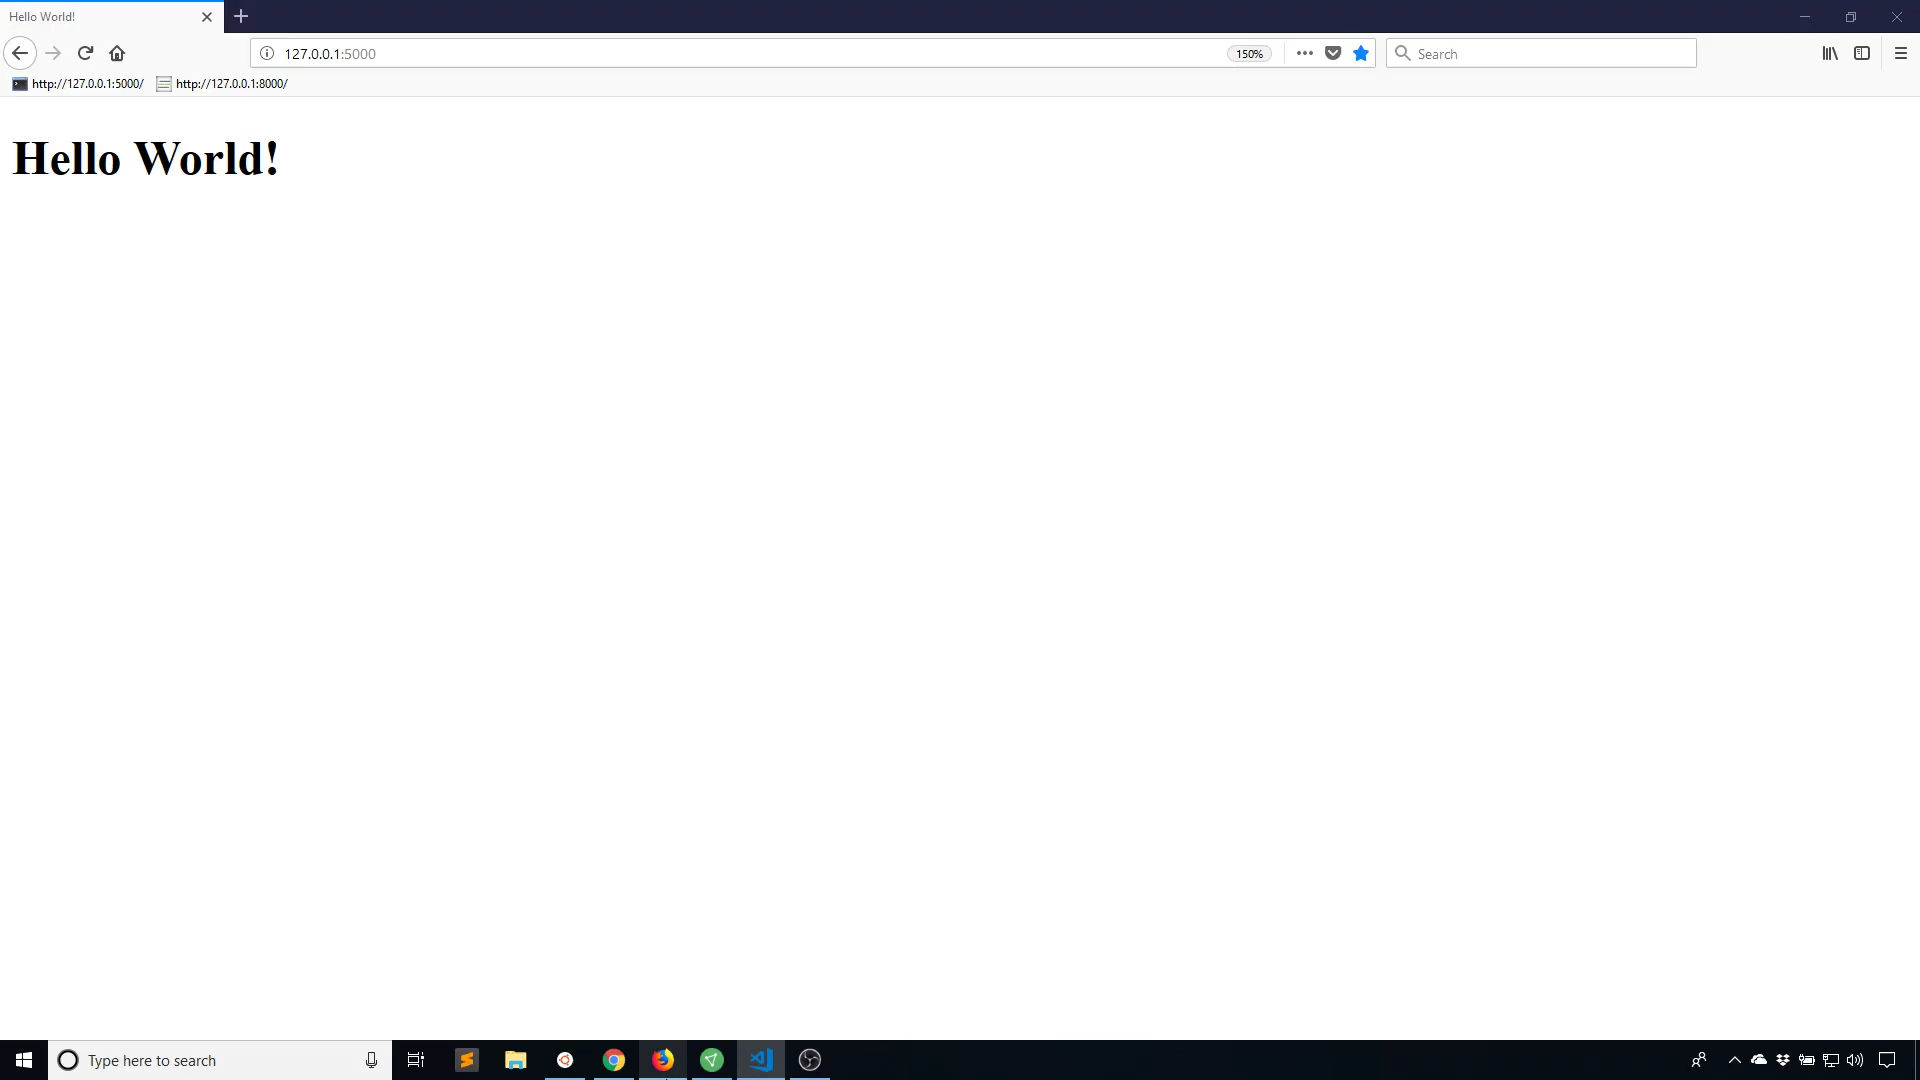 Hello World!
127.0.0.1:5000
150%
Search
http://127.0.0.1:5000/
http://127.0.0.1:8000/
Hello World!
Type here to search